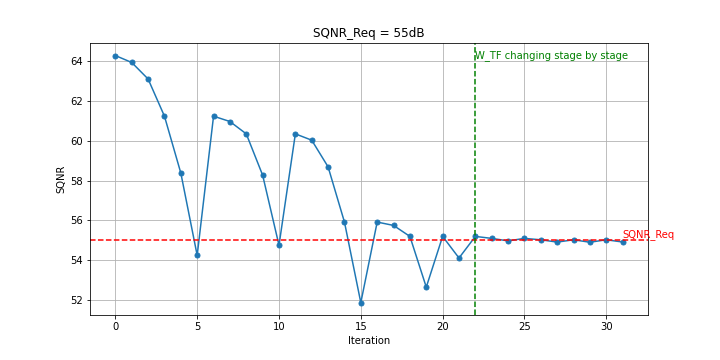 SQNR_Req = 55dB
W_TF changing stage by stage
SQNR_Req
SQNR
64
62
60
58
56
54
52
0
5
10
15
20
25
30
Iteration